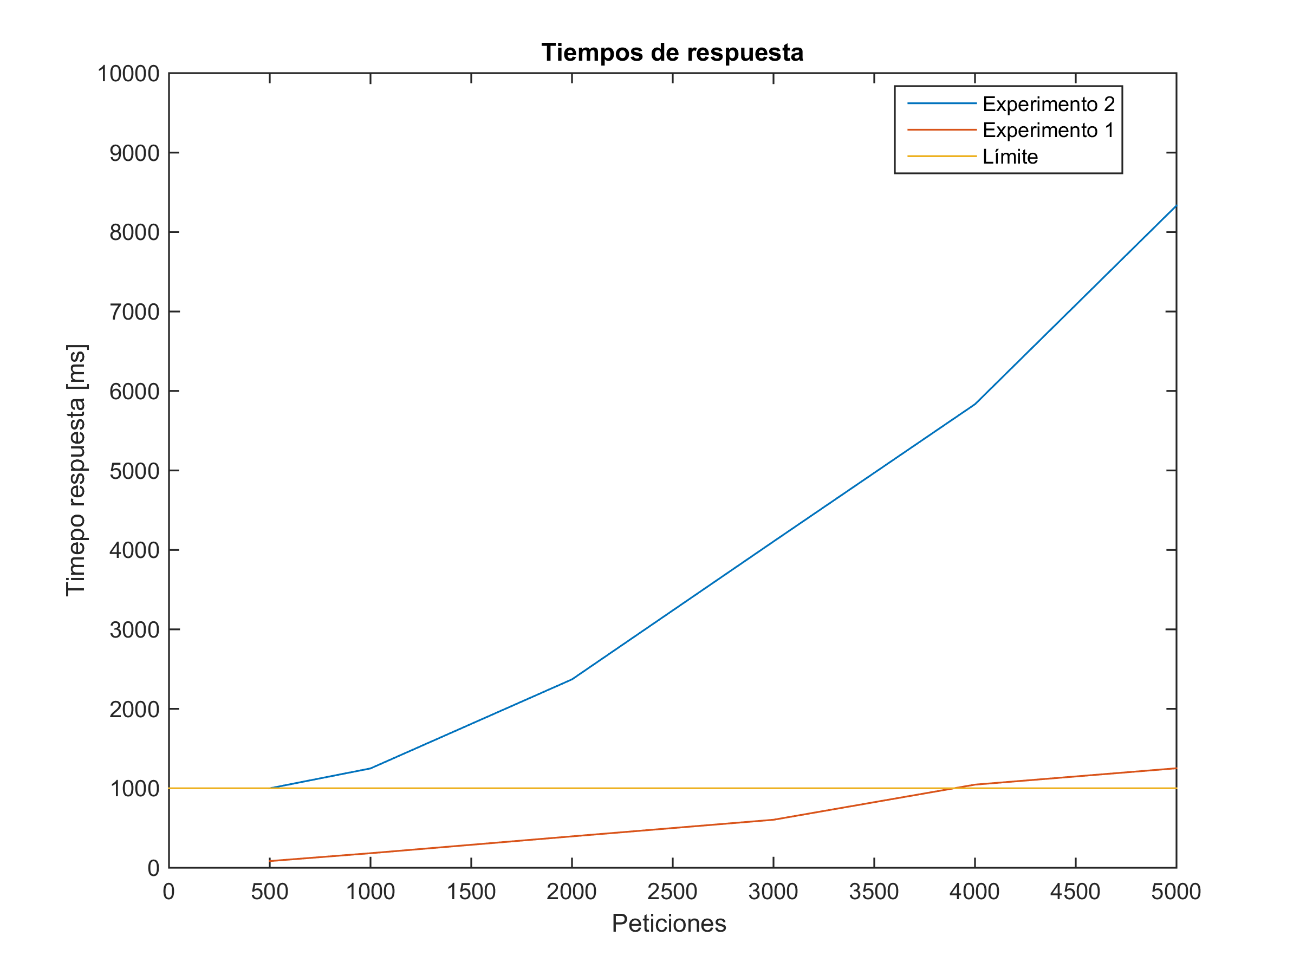 Tiempos de respuesta
10000
9000
8000
7000
6000
5000
4000
3000
2000
1000
0
Timepo respuesta [ms]
Experimento 2
Experimento 1
Límite
0 500 1000 1500 2000 2500 3000 3500 4000 4500 5000
Peticiones